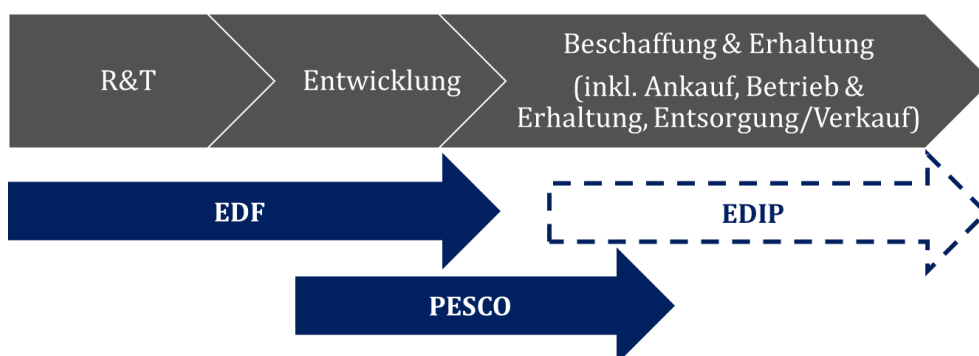 R&T
Entwicklung
Beschaffung & Erhaltung
(inkl. Ankauf, Betrieb &
Erhaltung, Entsorgung/Verkauf)
EDF
EDIP
PESCO